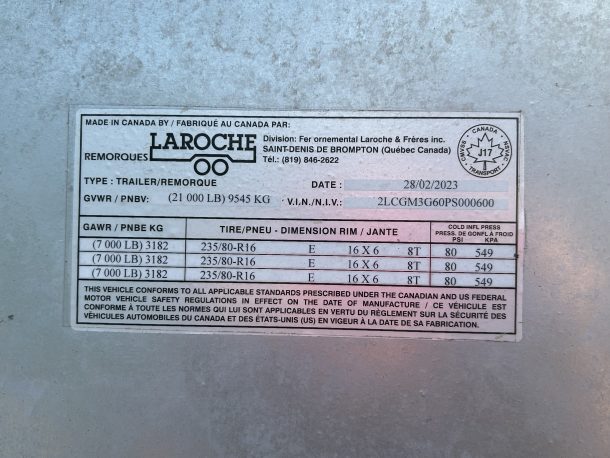 MADE IN CANADA BY / FABRIQUÉ AU CANADA PAR:
REMORQUES LAROCHE
Division: Fer ornemental Laroche & Frères inc.
SAINT-DENIS DE BROMPTON (Québec Canada)
Tél.: (819) 846-2622
CANADA
J17
TRANSPORT
TYPE : TRAILER/REMORQUE DATE : 28/02/2023
GVWR / PNBV: (21 000 LB) 9545 KG V.I.N./N.I.V.: 2LCGM3G60PS000600
GAWR / PNBE KG TIRE/PNEU - DIMENSION RIM / JANTE COLD INFL PRESS
PRESS. DE GONFL À FROID
PSI KPA
(7 000 LB) 3182 235/80-R16 E 16 X 6 8T 80 549
(7 000 LB) 3182 235/80-R16 E 16 X 6 8T 80 549
(7 000 LB) 3182 235/80-R16 E 16 X 6 8T 80 549
THIS VEHICLE CONFORMS TO ALL APPLICABLE STANDARDS PRESCRIBED UNDER THE CANADIAN AND US FEDERAL
MOTOR VEHICLE SAFETY REGULATIONS IN EFFECT ON THE DATE OF MANUFACTURE / CE VÉHICULE EST
CONFORME À TOUTE LES NORMES QUI LUI SONT APPLICABLES EN VERTU DU RÈGLEMENT SUR LA SÉCURITÉ DES
VÉHICULES AUTOMOBILES DU CANADA ET DES ÉTATS-UNIS (US) EN VIGEUR À LA DATE DE SA FABRICATION.